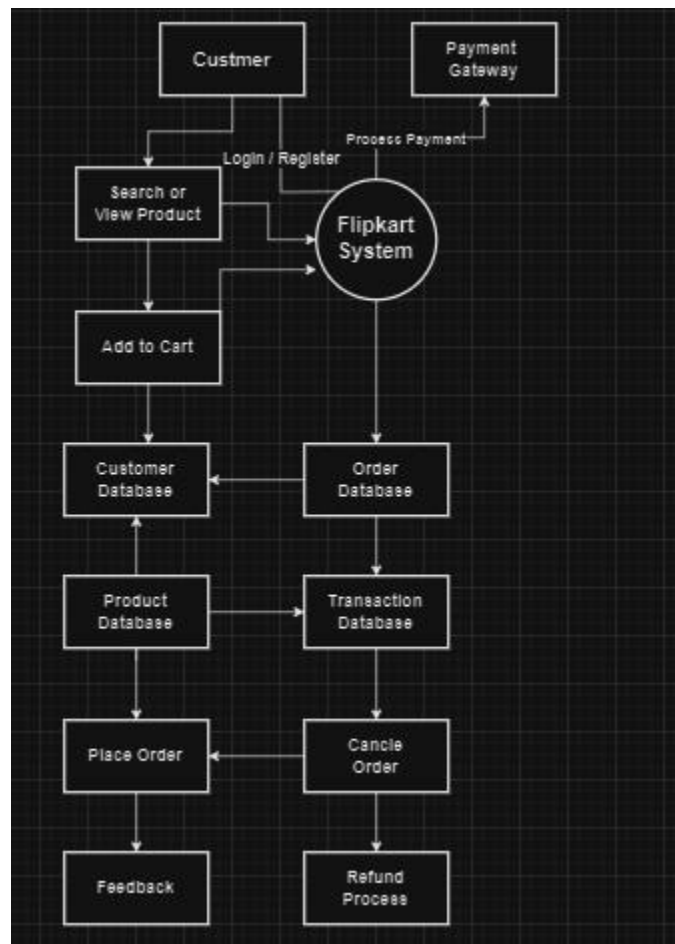 Custmer
Payment
Gateway
Process Payment
Login / Register
Search or
View Product
Flipkart
System
Add to Cart
Customer
Database
Order
Database
Product
Database
Transaction
Database
Place Order
Cancle
Order
Feedback
Refund
Process